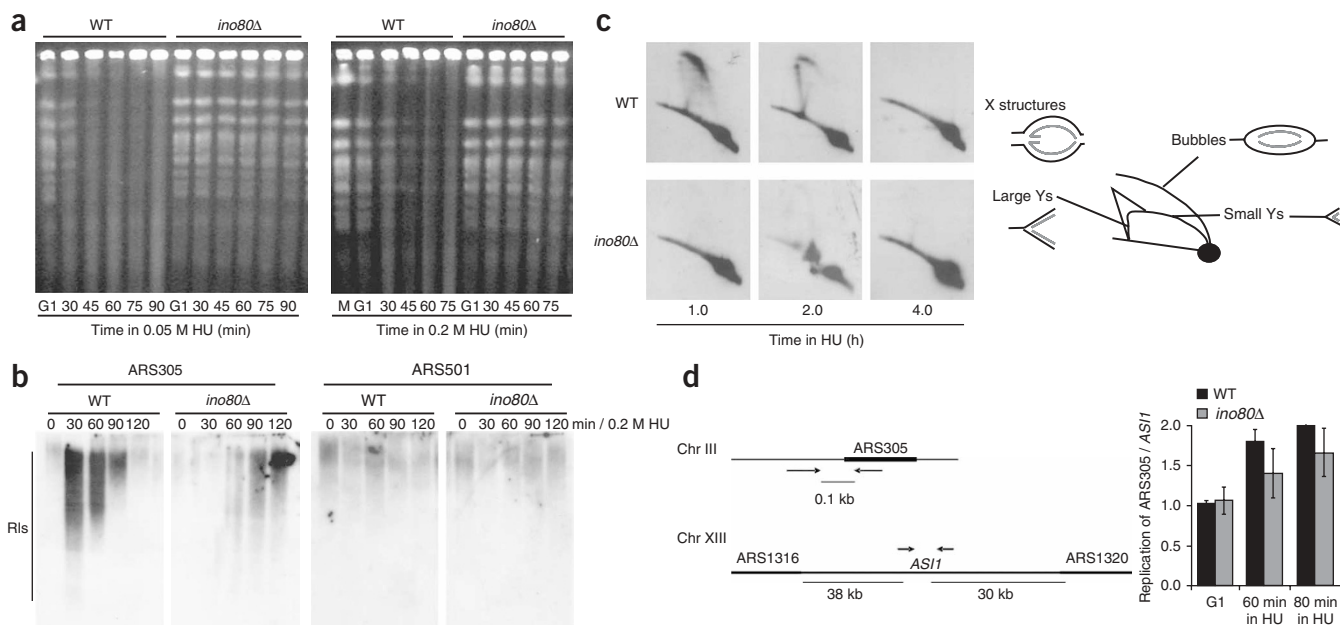 a
WT
ino80Δ
WT
ino80Δ
G1 30 45 60 75 90 G1 30 45 60 75 90
Time in 0.05 M HU (min)
M G1 30 45 60 75 G1 30 45 60 75
Time in 0.2 M HU (min)
b
ARS305
ARS501
WT
ino80Δ
WT
ino80Δ
0 30 60 90 120 0 30 60 90 120 min / 0.2 M HU 0 30 60 90 120 0 30 60 90 120
RIs
c
WT
ino80Δ
1.0 2.0 4.0
Time in HU (h)
X structures
Bubbles
Large Ys
Small Ys
d
Chr III
ARS305
0.1 kb
Chr XIII
ARS1316
ASI1
ARS1320
38 kb
30 kb
WT
ino80Δ
Replication of ARS305 / ASI1
2.0
1.5
1.0
0.5
0.0
G1
60 min in HU
80 min in HU